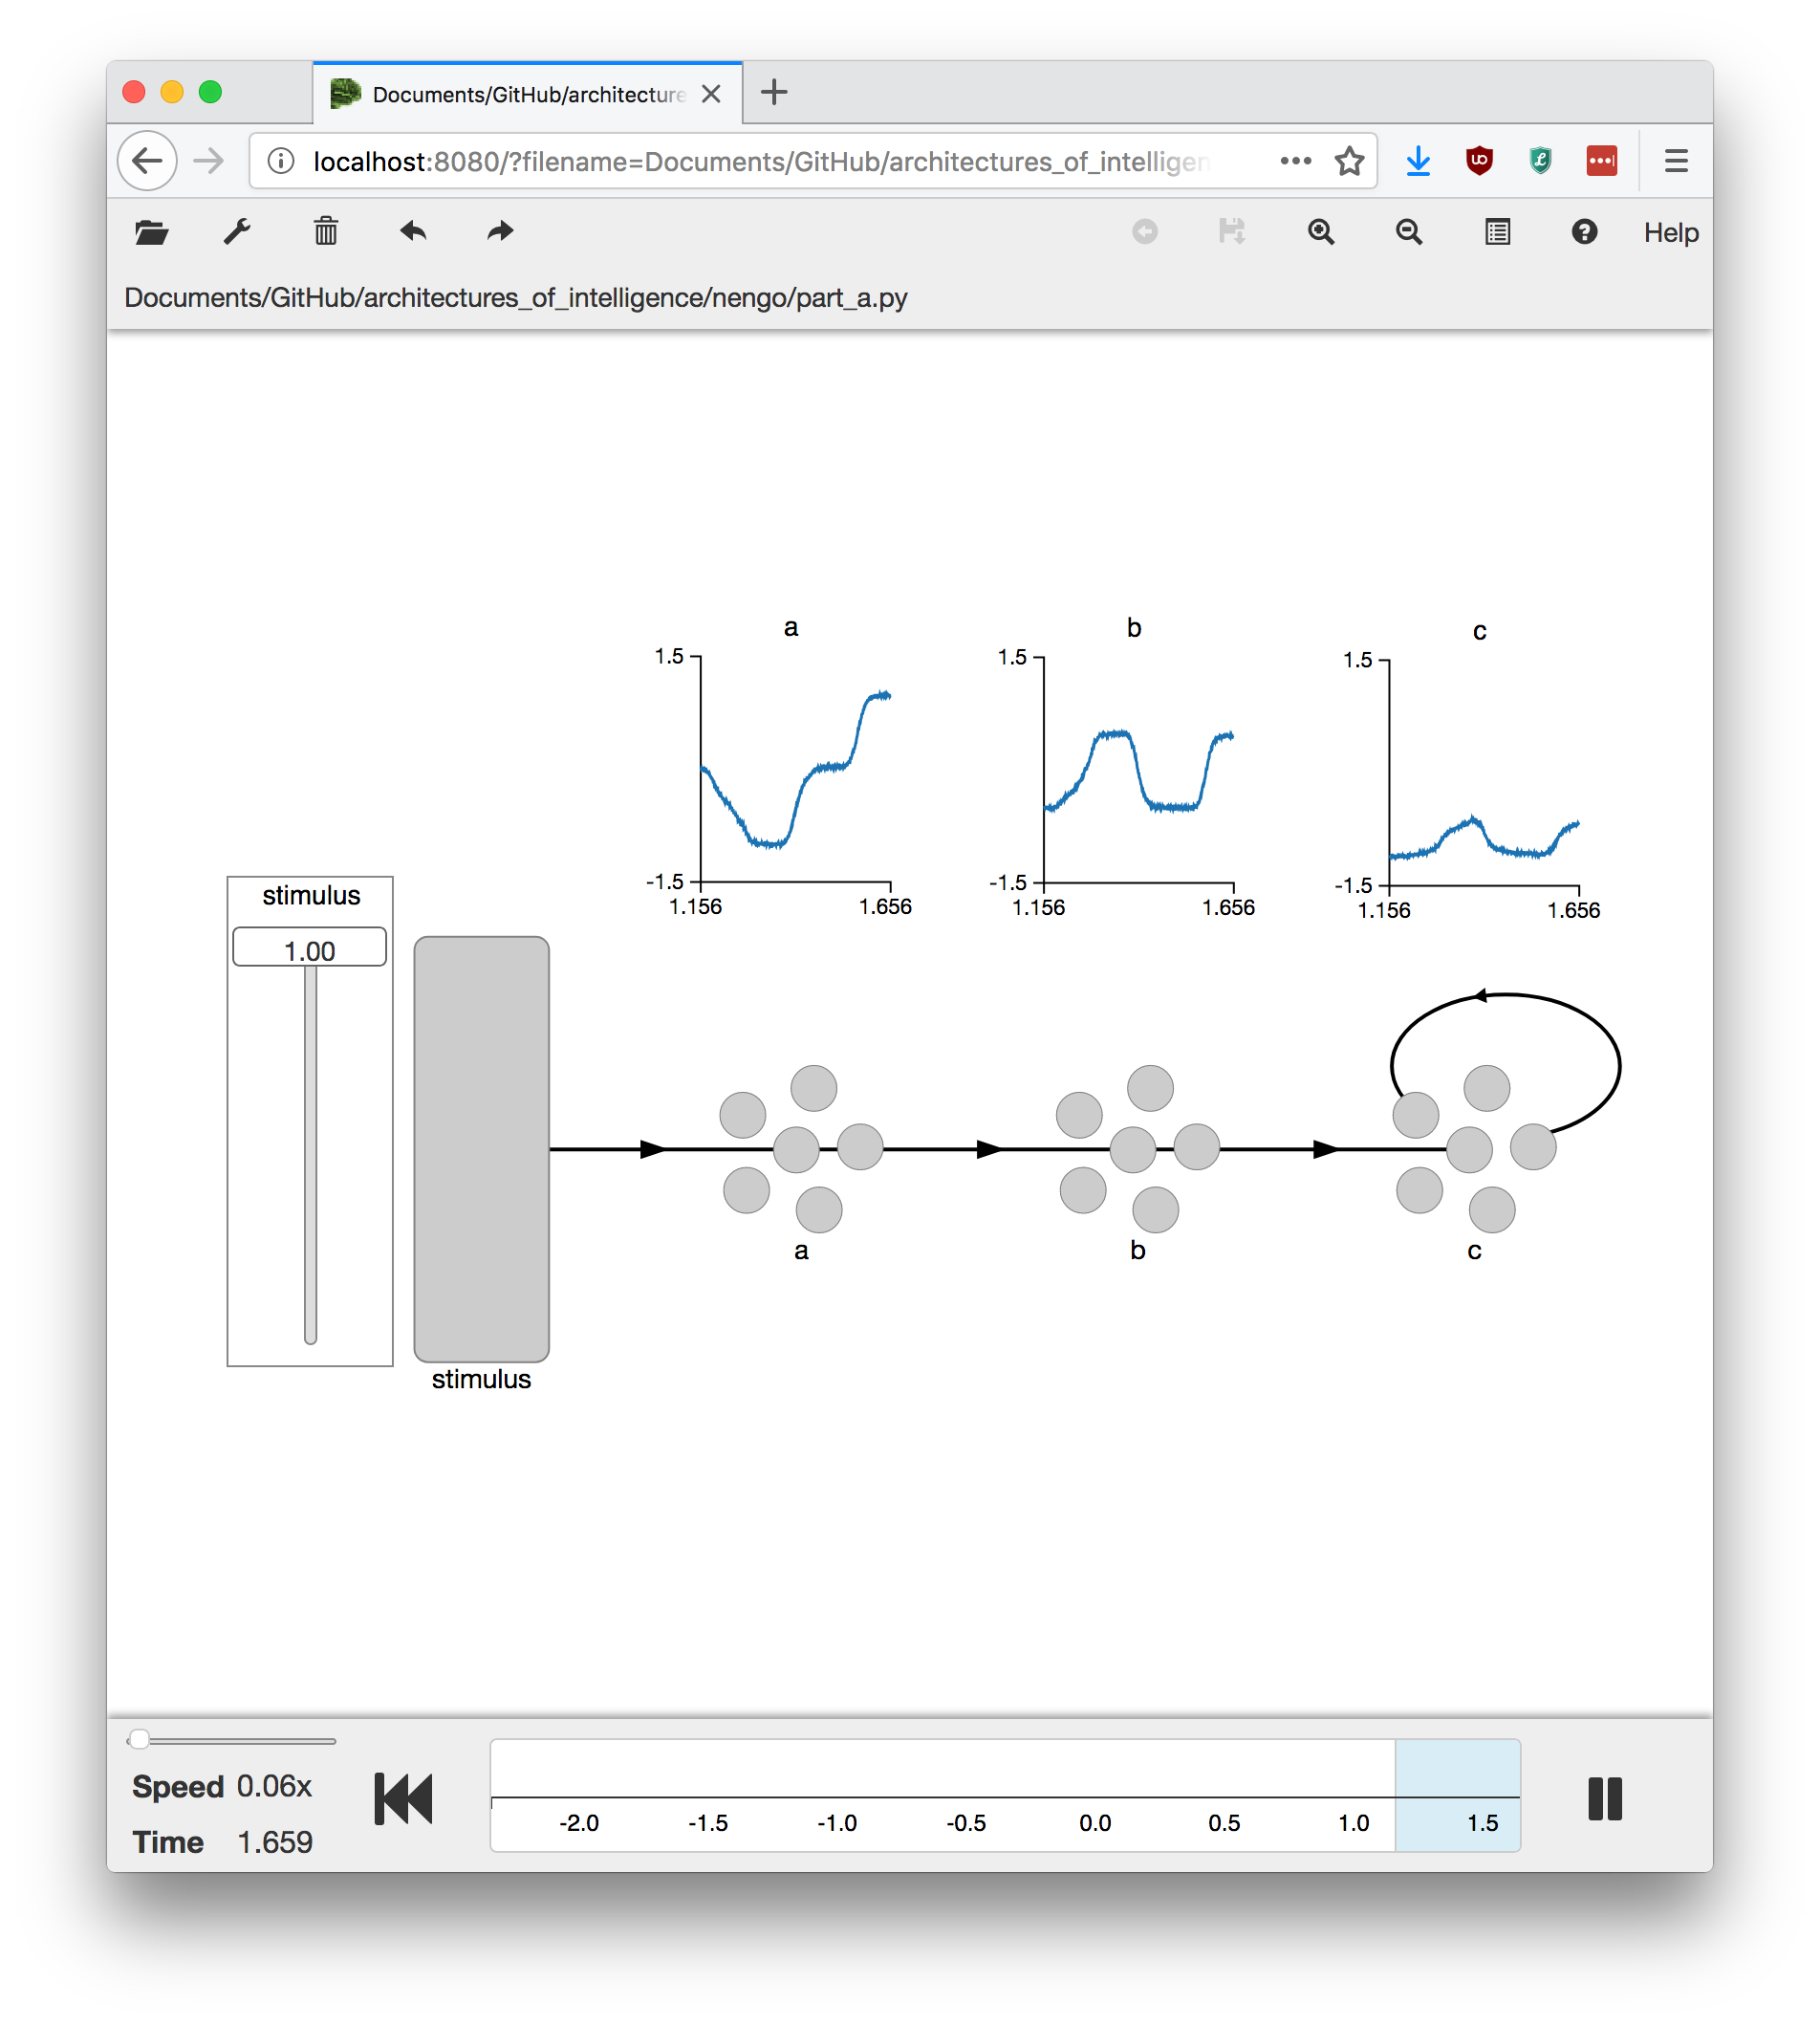 Documents/GitHub/architecture
localhost:8080/?filename=Documents/GitHub/architectures_of_intelligen
Help
Documents/GitHub/architectures_of_intelligence/nengo/part_a.py
a
1.5
-1.5
1.156 1.656
b
1.5
-1.5
1.156 1.656
c
1.5
-1.5
1.156 1.656
stimulus
1.00
stimulus
a
b
c
Speed 0.06x
Time 1.659
-2.0 -1.5 -1.0 -0.5 0.0 0.5 1.0 1.5